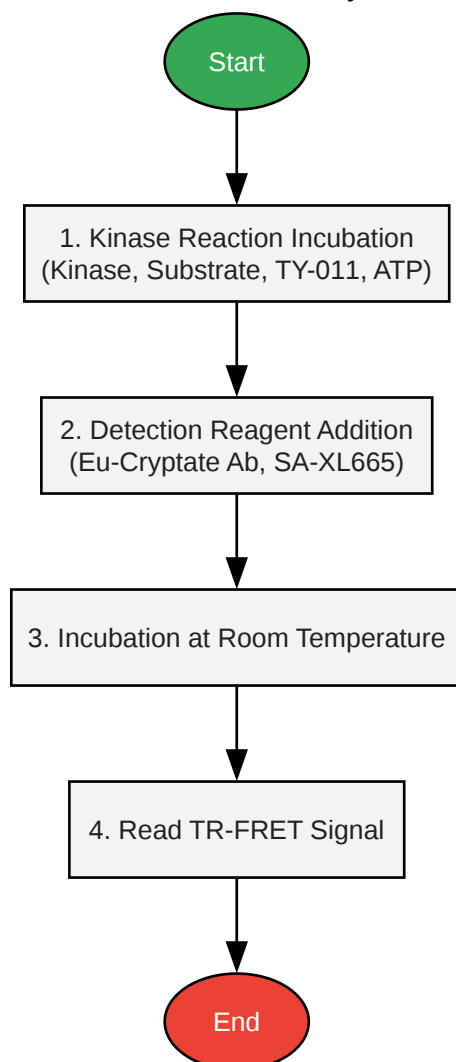 Start
1. Kinase Reaction Incubation
(Kinase, Substrate, TY-011, ATP)
2. Detection Reagent Addition
(Eu-Cryptate Ab, SA-XL665)
3. Incubation at Room Temperature
4. Read TR-FRET Signal
End